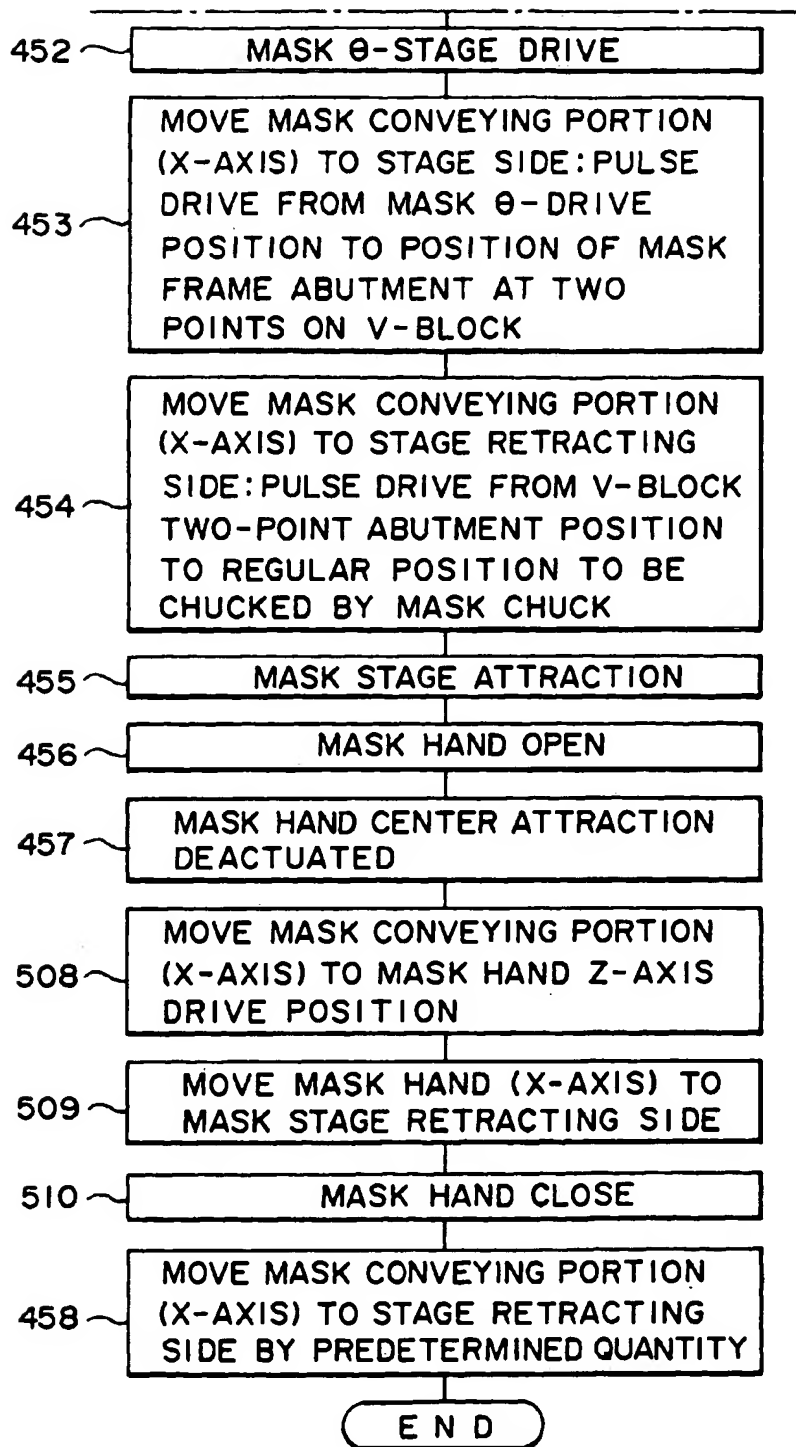 452 MASK θ-STAGE DRIVE
MOVE MASK CONVEYING PORTION
(X-AXIS) TO STAGE SIDE:PULSE
453 DRIVE FROM MASK θ-DRIVE
POSITION TO POSITION OF MASK
FRAME ABUTMENT AT TWO
POINTS ON V-BLOCK
MOVE MASK CONVEYING PORTION
(X-AXIS) TO STAGE RETRACTING
454 SIDE:PULSE DRIVE FROM V-BLOCK
TWO-POINT ABUTMENT POSITION
TO REGULAR POSITION TO BE
CHUCKED BY MASK CHUCK
455 MASK STAGE ATTRACTION
456 MASK HAND OPEN
457 MASK HAND CENTER ATTRACTION
DEACTUATED
MOVE MASK CONVEYING PORTION
508 (X-AXIS) TO MASK HAND Z-AXIS
DRIVE POSITION
509 MOVE MASK HAND (X-AXIS) TO
MASK STAGE RETRACTING SIDE
510 MASK HAND CLOSE
MOVE MASK CONVEYING PORTION
458 (X-AXIS) TO STAGE RETRACTING
SIDE BY PREDETERMINED QUANTITY
END